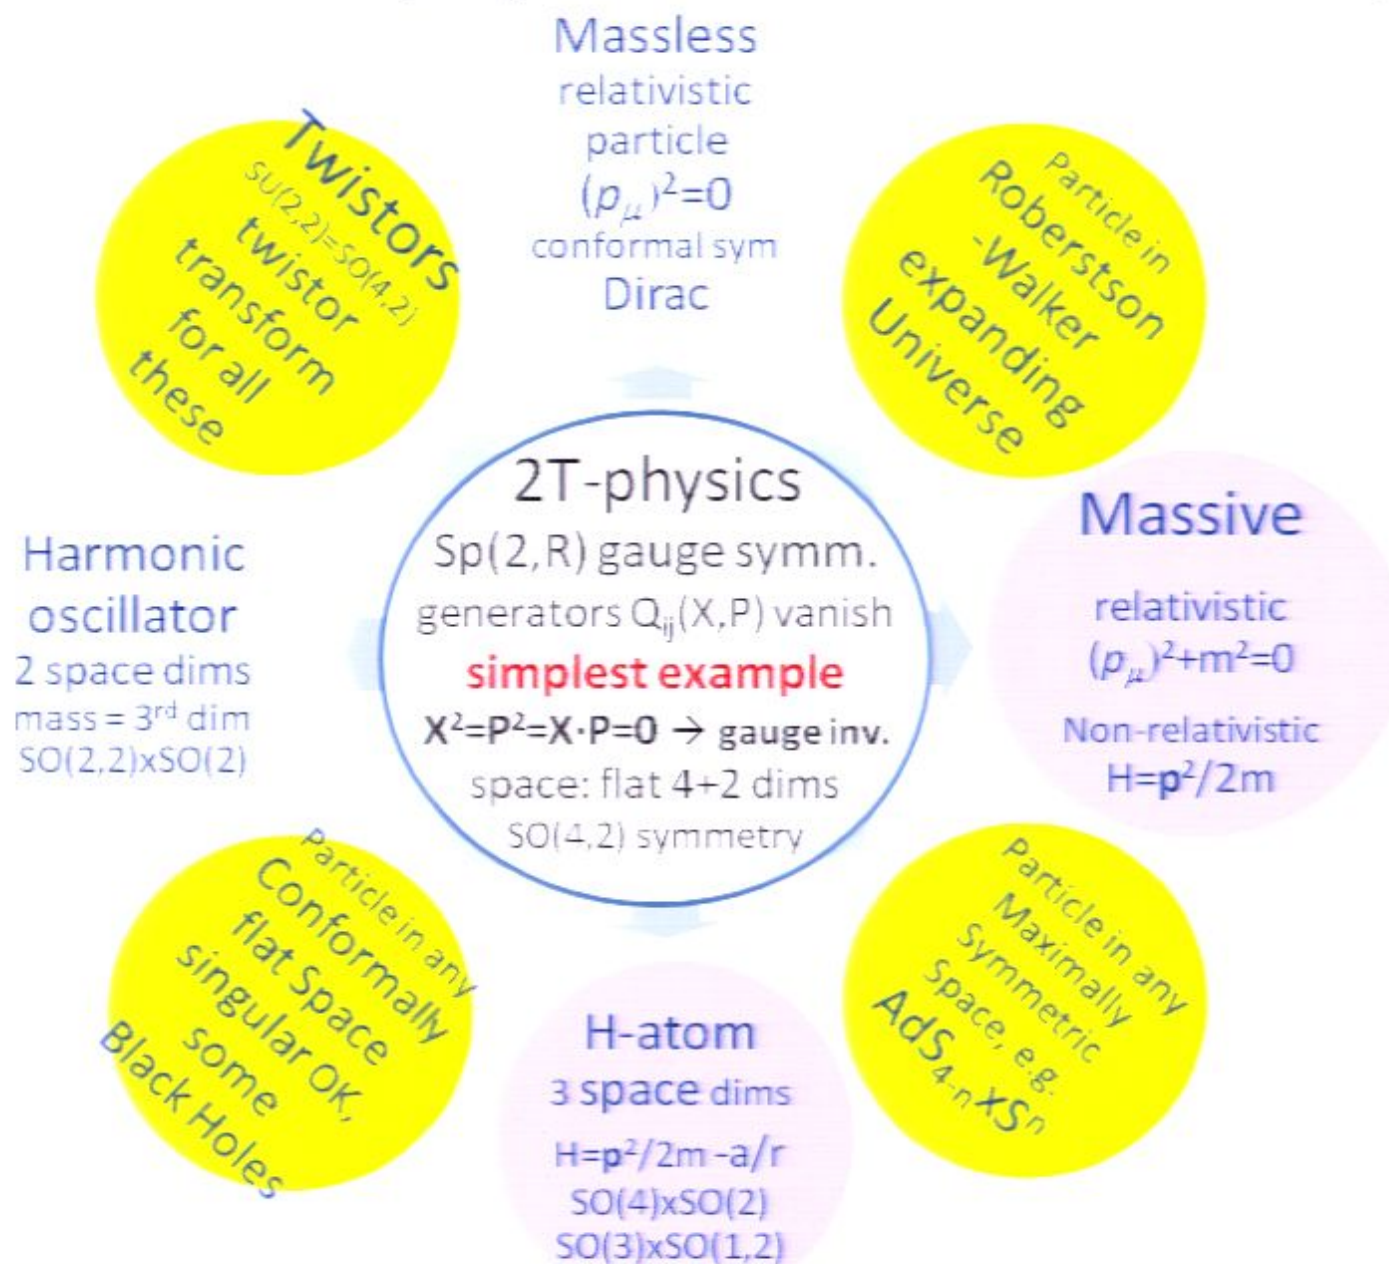 Massless
relativistic
particle
(pμ)²=0
conformal sym
Dirac
Twistors
SU(2,2)=SO(4,2)
twistor
transform
for all
these
Particle in
Roberstson
-Walker
expanding
Universe
2T-physics
Sp(2,R) gauge symm.
generators Qij(X,P) vanish
simplest example
X²=P²=X·P=0 → gauge inv.
space: flat 4+2 dims
SO(4,2) symmetry
Harmonic
oscillator
2 space dims
mass = 3rd dim
SO(2,2)xSO(2)
Massive
relativistic
(pμ)²+m²=0
Non-relativistic
H=p²/2m
Particle in any
Conformally
flat Space
singular OK,
some
Black Holes
H-atom
3 space dims
H=p²/2m -a/r
SO(4)xSO(2)
SO(3)xSO(1,2)
Particle in any
Maximally
Symmetric
Space, e.g.
AdS4-nxSⁿ